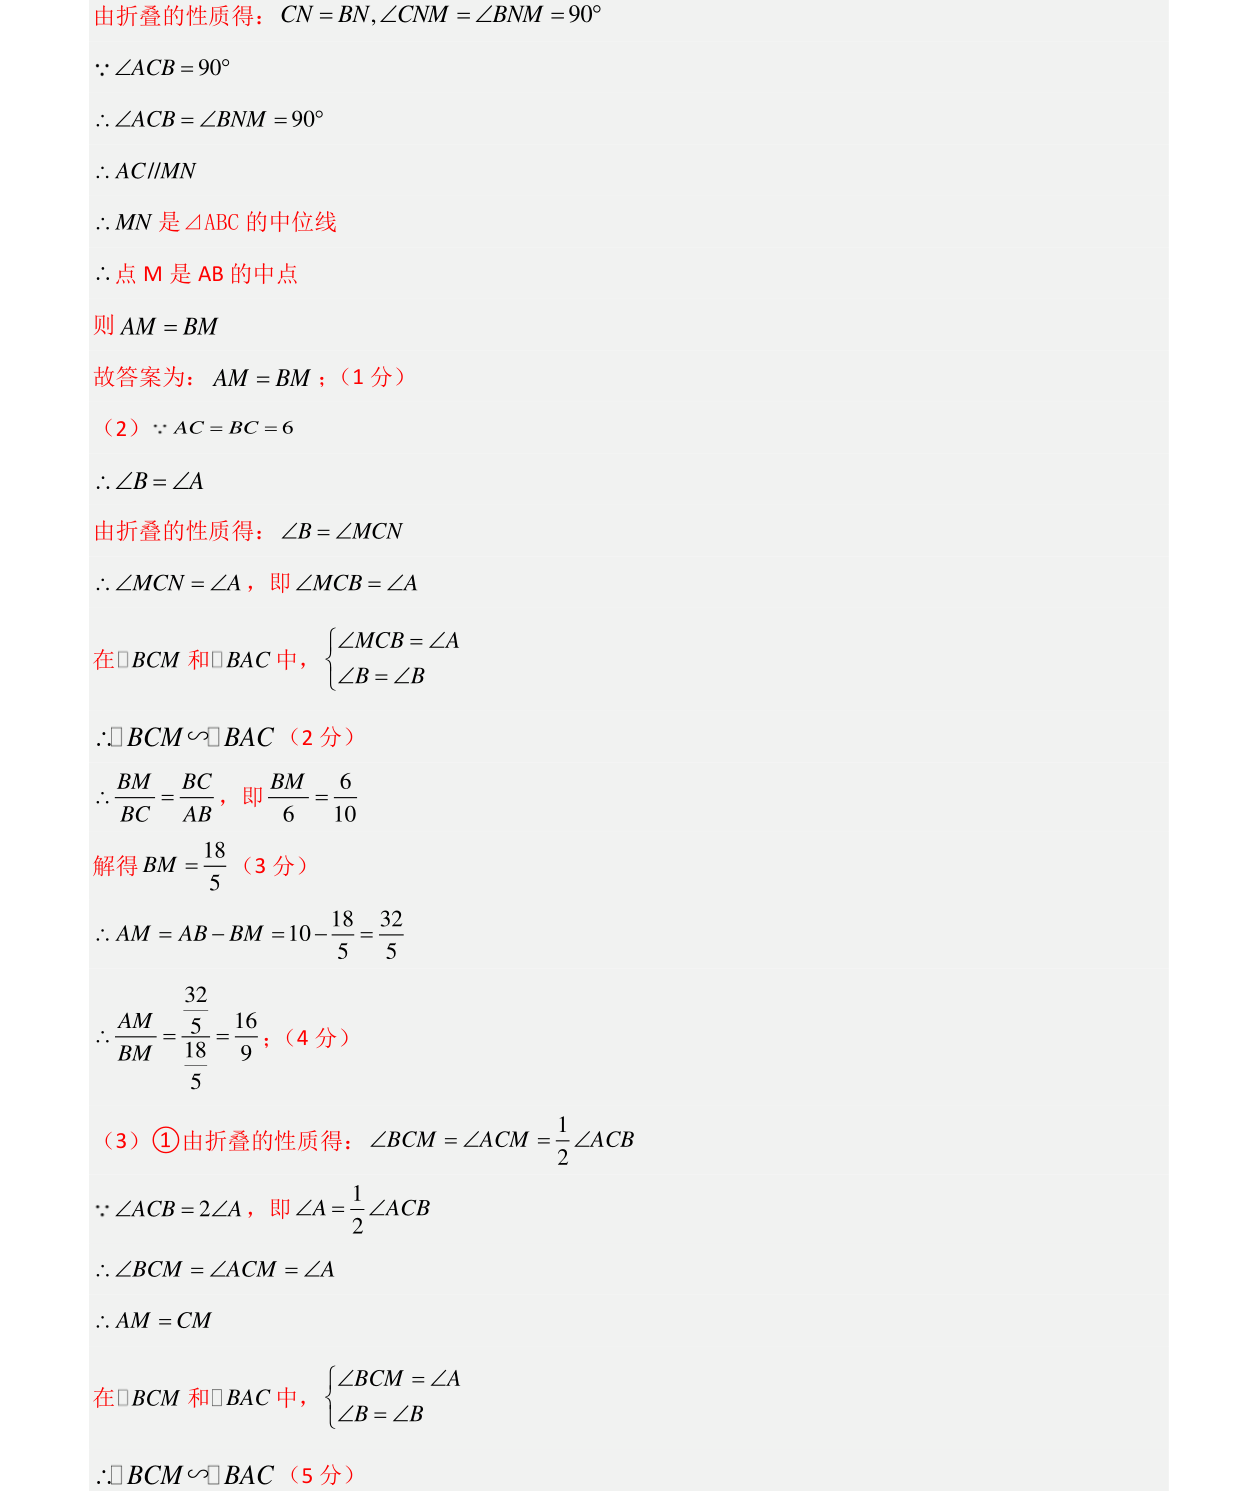 由折叠的性质得：CN = BN, ∠CNM = ∠BNM = 90°
∵∠ACB = 90°
∴∠ACB = ∠BNM = 90°
∴AC//MN
∴MN 是⊿ABC 的中位线
∴点 M 是 AB 的中点
则 AM = BM
故答案为：AM = BM；（1 分）
（2）∵ AC = BC = 6
∴∠B = ∠A
由折叠的性质得：∠B = ∠MCN
∴∠MCN = ∠A，即∠MCB = ∠A
在□BCM 和□BAC 中，{∠MCB = ∠A
∠B = ∠B
∴□BCM∽□BAC（2 分）
∴BM/BC = BC/AB，即 BM/6 = 6/10
解得 BM = 18/5（3 分）
∴AM = AB − BM = 10 − 18/5 = 32/5
∴AM/BM = (32/5)/(18/5) = 16/9；（4 分）
（3）①由折叠的性质得：∠BCM = ∠ACM = 1/2 ∠ACB
∵∠ACB = 2∠A，即∠A = 1/2 ∠ACB
∴∠BCM = ∠ACM = ∠A
∴AM = CM
在□BCM 和□BAC 中，{∠BCM = ∠A
∠B = ∠B
∴□BCM∽□BAC（5 分）